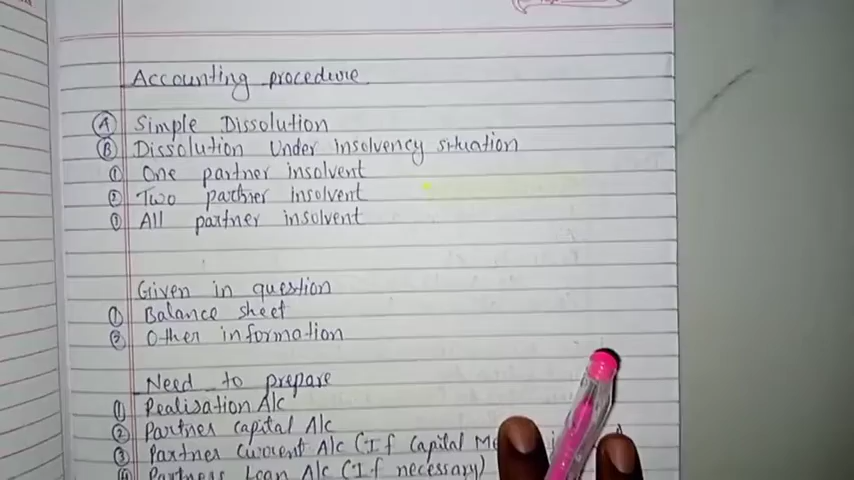 Accounting procedure
(A) Simple Dissolution
(B) Dissolution Under insolvency situation
(1) One partner insolvent
(2) Two partner insolvent
(3) All partner insolvent
Given in question
(1) Balance sheet
(2) Other information
Need to prepare
(1) Realisation A/c
(2) Partner capital A/c
(3) Partner current A/c (If Capital
(4) Partners Loan A/c (If necessary)